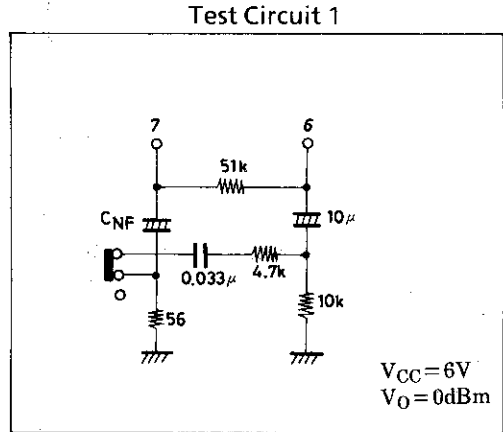 Test Circuit 1
7
6
51k
CNF
10μ
0.033μ
4.7k
10k
56
VCC=6V
VO=0dBm